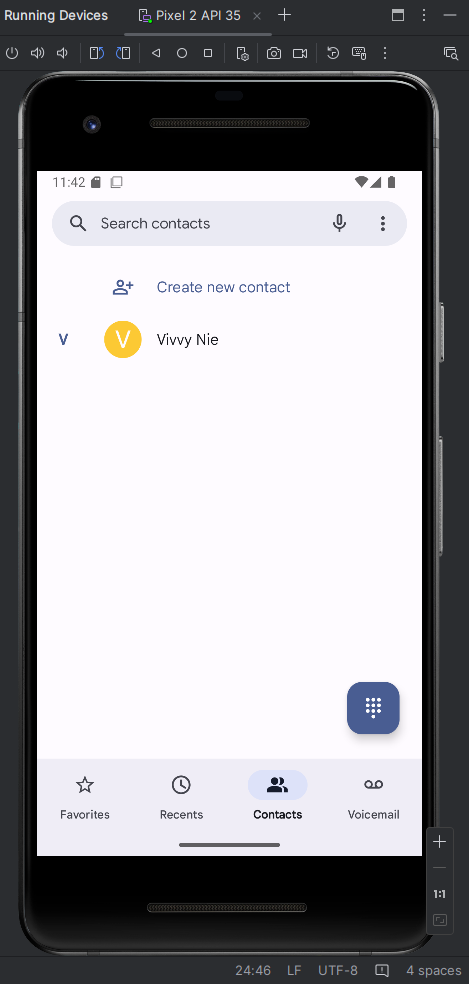 Running Devices Pixel 2 API 35
11:42
Search contacts
Create new contact
V V Vivvy Nie
Favorites Recents Contacts Voicemail
1:1
24:46 LF UTF-8 4 spaces